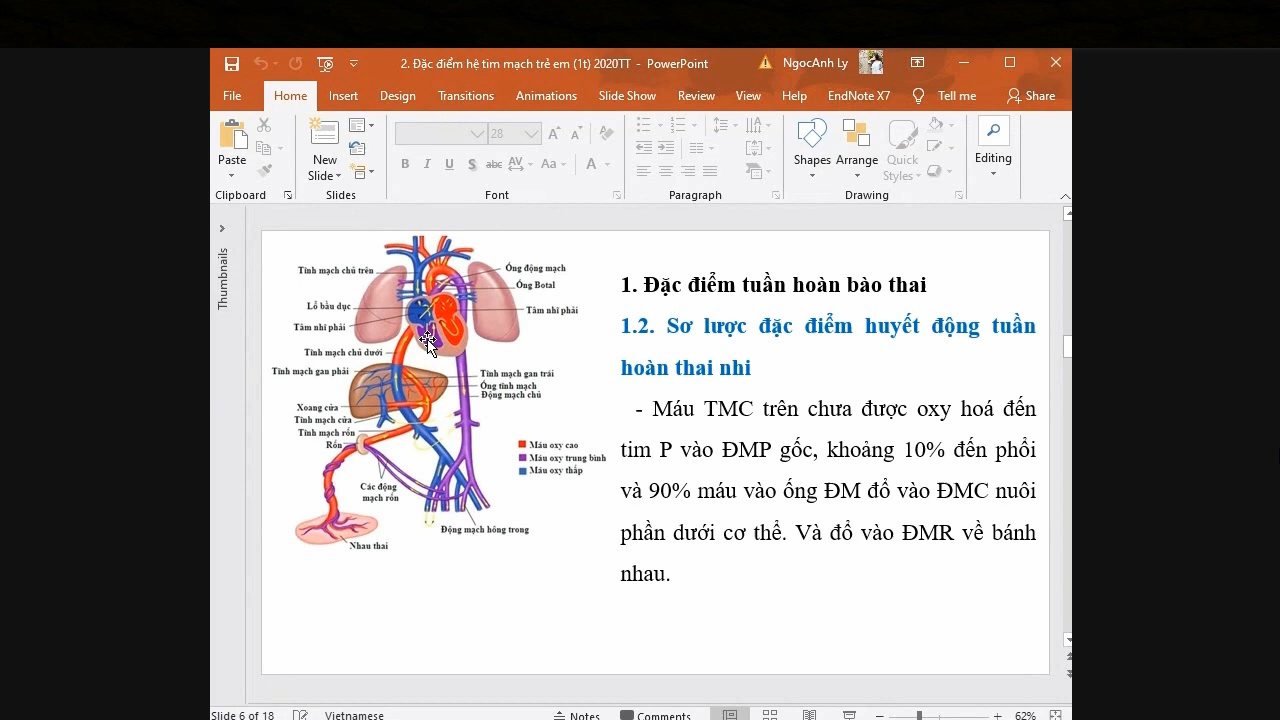 2. Đặc điểm hệ tim mạch trẻ em (1t) 2020TT - PowerPoint
NgocAnh Ly
File Home Insert Design Transitions Animations Slide Show Review View Help EndNote X7 Tell me Share
28
Paste
New Slide
B I U S abc AV Aa A
Shapes Arrange Quick Styles
Editing
Clipboard Slides Font Paragraph Drawing
Thumbnails
Tĩnh mạch chủ trên
Lỗ bầu dục
Tâm nhĩ phải
Tĩnh mạch chủ dưới
Tĩnh mạch gan phải
Xoang cửa
Tĩnh mạch cửa
Tĩnh mạch rốn
Rốn
Các động
mạch rốn
Nhau thai
Ống động mạch
Ống Botal
Tâm nhĩ phải
Tĩnh mạch gan trái
Ống tĩnh mạch
Động mạch chủ
Máu oxy cao
Máu oxy trung bình
Máu oxy thấp
Động mạch hông trong
1. Đặc điểm tuần hoàn bào thai
1.2. Sơ lược đặc điểm huyết động tuần
hoàn thai nhi
- Máu TMC trên chưa được oxy hoá đến
tim P vào ĐMP gốc, khoảng 10% đến phổi
và 90% máu vào ống ĐM đổ vào ĐMC nuôi
phần dưới cơ thể. Và đổ vào ĐMR về bánh
nhau.
Slide 6 of 18 Vietnamese Notes Comments 62%